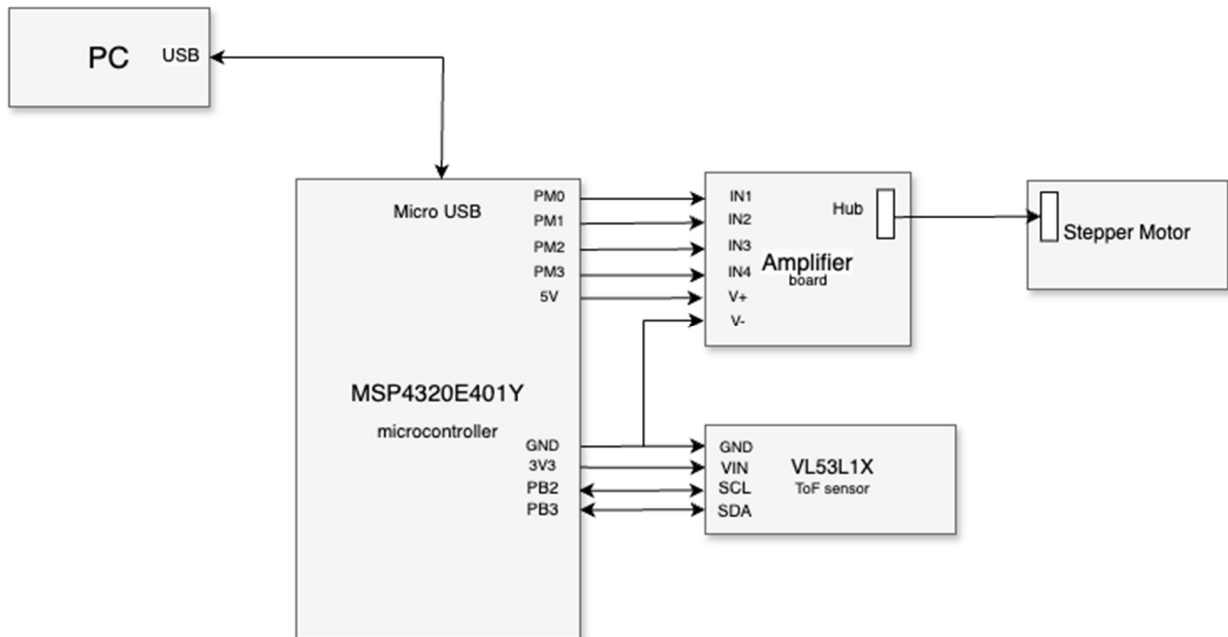 PC
USB
Micro USB
PM0
PM1
PM2
PM3
5V
MSP4320E401Y
microcontroller
GND
3V3
PB2
PB3
IN1
IN2
IN3
IN4
V+
V-
Hub
Amplifier
board
Stepper Motor
GND
VIN
SCL
SDA
VL53L1X
ToF sensor